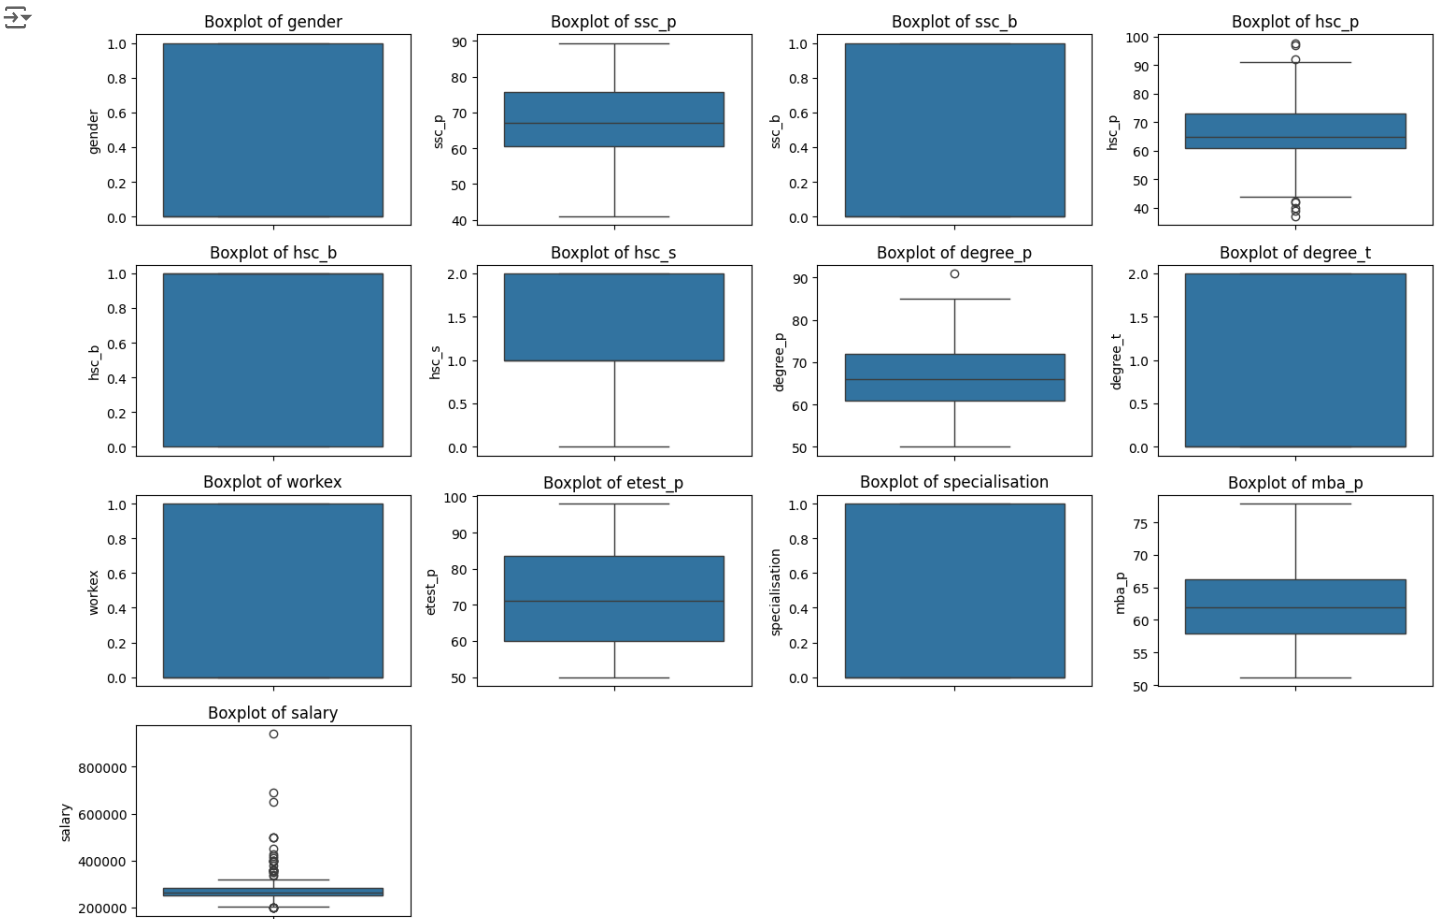 Boxplot of gender
1.0
0.8
0.6
0.4
0.2
0.0
gender
Boxplot of ssc_p
90
80
70
60
50
40
ssc_p
Boxplot of ssc_b
1.0
0.8
0.6
0.4
0.2
0.0
ssc_b
Boxplot of hsc_p
100
90
80
70
60
50
40
hsc_p
Boxplot of hsc_b
1.0
0.8
0.6
0.4
0.2
0.0
hsc_b
Boxplot of hsc_s
2.0
1.5
1.0
0.5
0.0
hsc_s
Boxplot of degree_p
90
80
70
60
50
degree_p
Boxplot of degree_t
2.0
1.5
1.0
0.5
0.0
degree_t
Boxplot of workex
1.0
0.8
0.6
0.4
0.2
0.0
workex
Boxplot of etest_p
100
90
80
70
60
50
etest_p
Boxplot of specialisation
1.0
0.8
0.6
0.4
0.2
0.0
specialisation
Boxplot of mba_p
75
70
65
60
55
50
mba_p
Boxplot of salary
800000
600000
400000
200000
salary